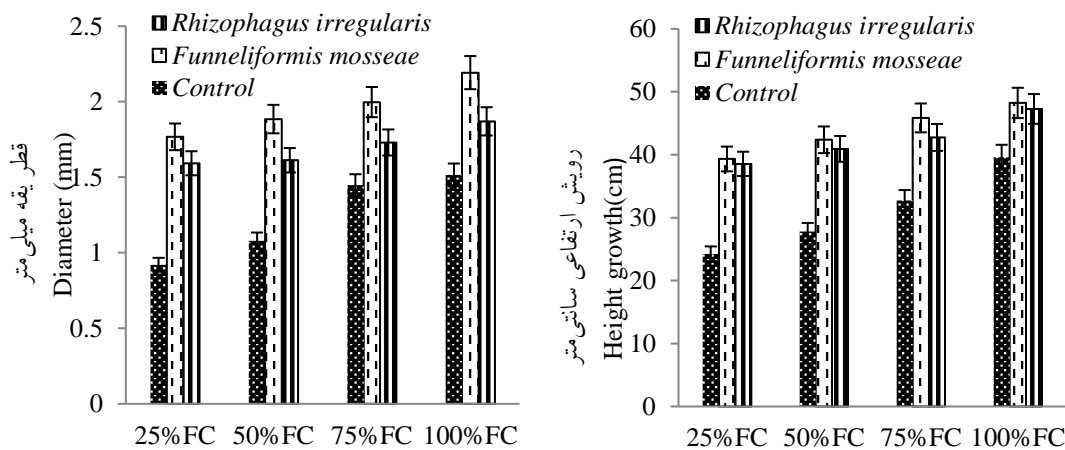 2.5
2
1.5
1
0.5
0
قطر یقه میلی‌متر
Diameter (mm)
Rhizophagus irregularis
Funneliformis mosseae
Control
25%FC 50%FC 75%FC 100%FC
60
50
40
30
20
10
0
رویش ارتفاعی سانتی‌متر
Height growth(cm)
Rhizophagus irregularis
Funneliformis mosseae
Control
25%FC 50%FC 75%FC 100%FC